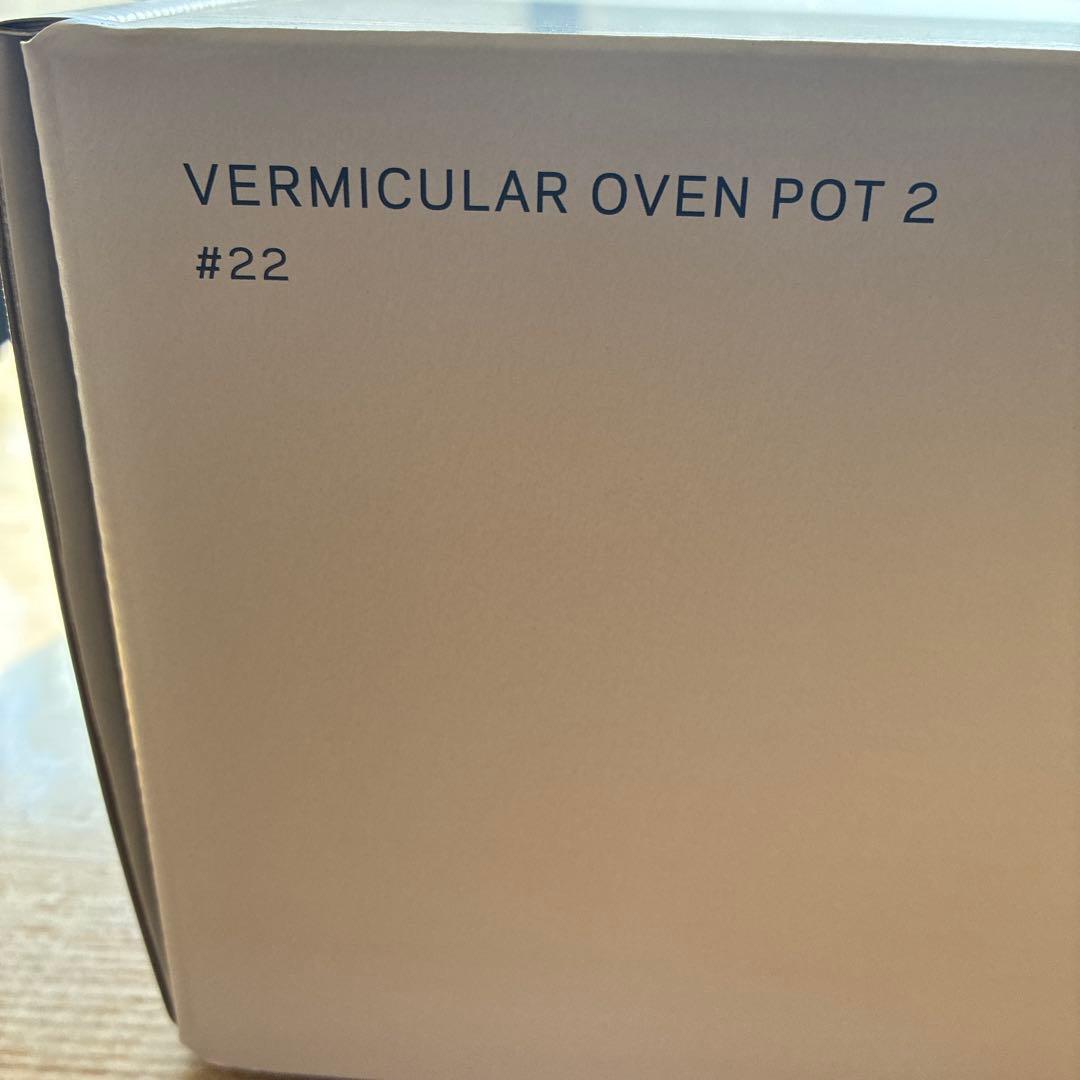 VERMICULAR OVEN POT 2
#22